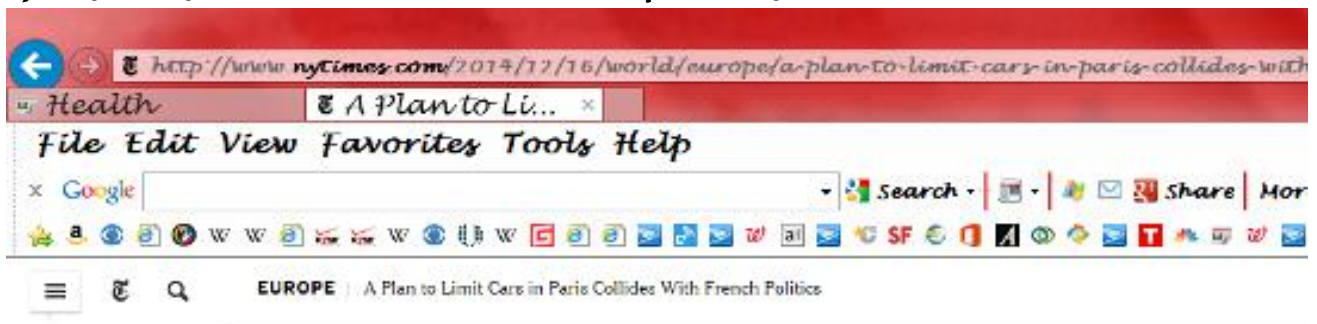 http://www.nytimes.com/2014/12/16/world/europe/a-plan-to-limit-cars-in-paris-collides-with
Health A Plan to Li... ×
File Edit View Favorites Tools Help
x Google Search Share Mor
a. W W W W SF T
EUROPE A Plan to Limit Cars in Paris Collides With French Politics